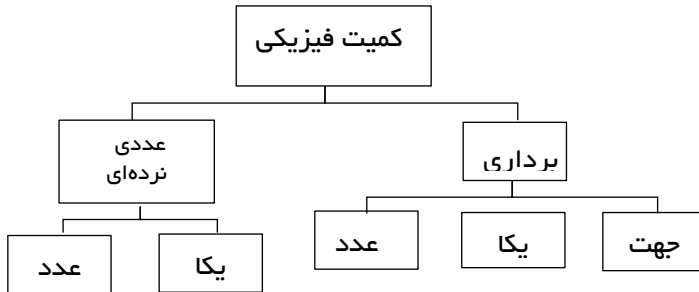 کمیت فیزیکی
برداری
عددی
نرده‌ای
جهت
یکا
عدد
یکا
عدد